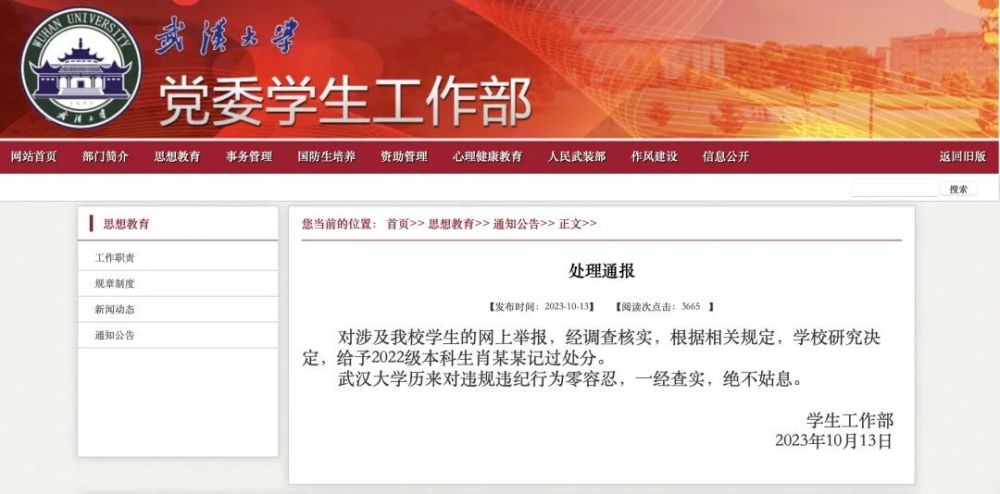 WUHAN UNIVERSITY
1893
武汉大学
武漢大學
党委学生工作部
网站首页 部门简介 思想教育 事务管理 国防生培养 资助管理 心理健康教育 人民武装部 作风建设 信息公开 返回旧版
搜索
思想教育
工作职责
规章制度
新闻动态
通知公告
您当前的位置： 首页>> 思想教育>> 通知公告>> 正文>>
处理通报
【发布时间：2023-10-13】 【阅读次点击：3665 】
对涉及我校学生的网上举报，经调查核实，根据相关规定，学校研究决
定，给予2022级本科生肖某某记过处分。
武汉大学历来对违规违纪行为零容忍，一经查实，绝不姑息。
学生工作部
2023年10月13日